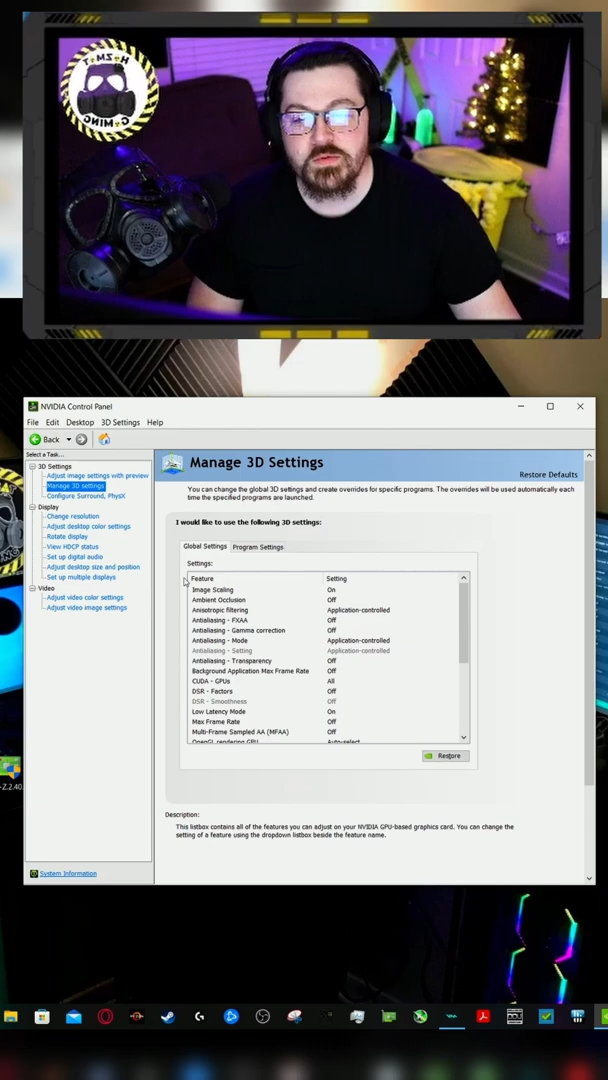 HAZMAT
GAMING
NVIDIA Control Panel
File Edit Desktop 3D Settings Help
Back
Select a Task...
3D Settings
Adjust image settings with preview
Manage 3D settings
Configure Surround, PhysX
Display
Change resolution
Adjust desktop color settings
Rotate display
View HDCP status
Set up digital audio
Adjust desktop size and position
Set up multiple displays
Video
Adjust video color settings
Adjust video image settings
System Information
Manage 3D Settings
Restore Defaults
You can change the global 3D settings and create overrides for specific programs. The overrides will be used automatically each
time the specified programs are launched.
I would like to use the following 3D settings:
Global Settings Program Settings
Settings:
Feature Setting
Image Scaling On
Ambient Occlusion Off
Anisotropic filtering Application-controlled
Antialiasing - FXAA Off
Antialiasing - Gamma correction Off
Antialiasing - Mode Application-controlled
Antialiasing - Setting Application-controlled
Antialiasing - Transparency Off
Background Application Max Frame Rate Off
CUDA - GPUs All
DSR - Factors Off
DSR - Smoothness Off
Low Latency Mode On
Max Frame Rate Off
Multi-Frame Sampled AA (MFAA) Off
OpenGL rendering GPU Auto-select
Restore
Description:
This listbox contains all of the features you can adjust on your NVIDIA GPU-based graphics card. You can change the
setting of a feature using the dropdown listbox beside the feature name.